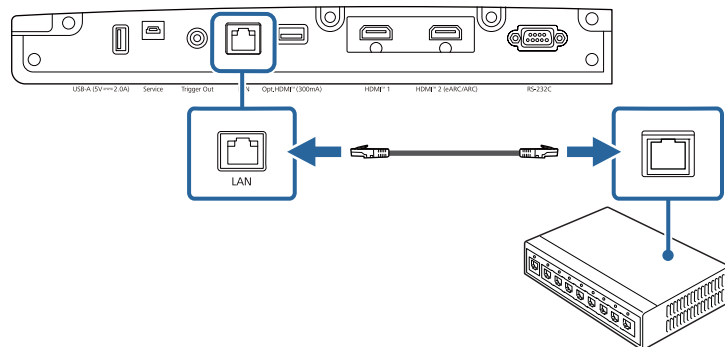 USB-A (5V⎓2.0A) Service Trigger Out LAN Opt.HDMI™(300mA) HDMI™ 1 HDMI™ 2 (eARC/ARC) RS-232C
LAN